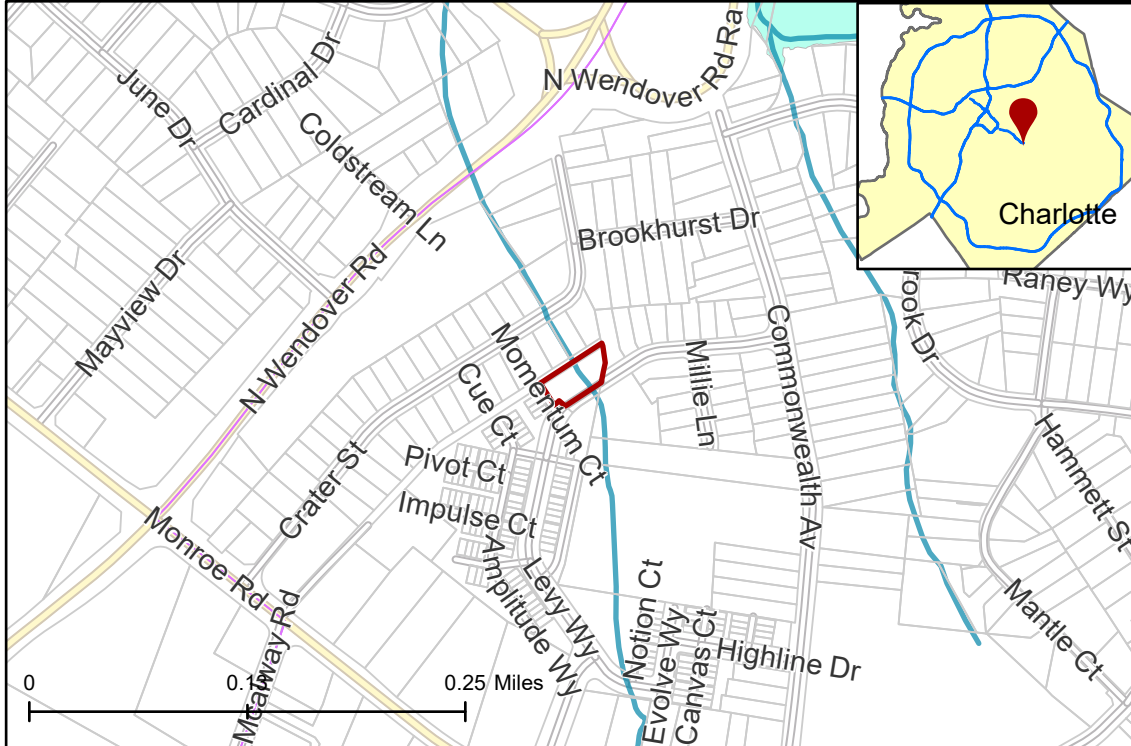 June Dr
Cardinal Dr
N Wendover Rd Ra
Coldstream Ln
Charlotte
Brookhurst Dr
Raney Wy
Mayview Dr
N Wendover Rd
rook Dr
Momentum Ct
Cue Ct
Millie Ln
Commonwealth Av
Pivot Ct
Crater St
Impulse Ct
Hammett St
Monroe Rd
Amplitude Wy
Levy Wy
Notion Ct
Evolve Wy
Canvas Ct
Highline Dr
Mantle Ct
Mcalway Rd
0
0.25 Miles